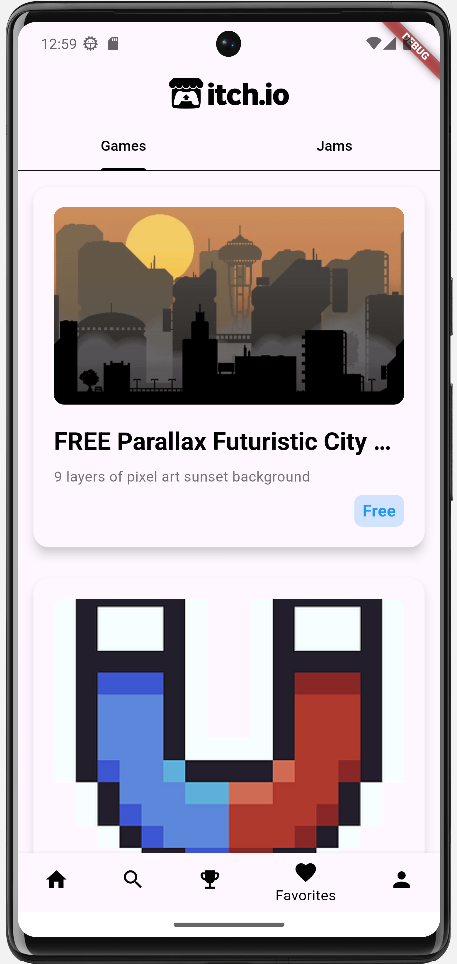 12:59
DEBUG
itch.io
Games
Jams
FREE Parallax Futuristic City ...
9 layers of pixel art sunset background
Free
Favorites